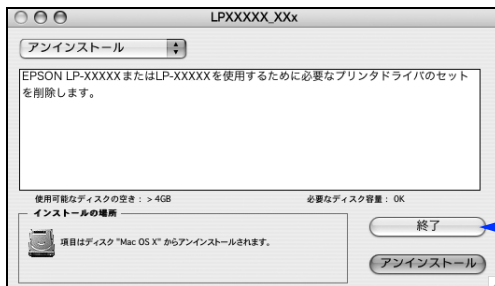 LPXXXXX_XXx
アンインストール
EPSON LP-XXXXXまたはLP-XXXXXを使用するために必要なプリンタドライバのセット
を削除します。
使用可能なディスクの空き： > 4GB 必要なディスク容量： 0K
インストールの場所
項目はディスク "Mac OS X" からアンインストールされます。
終了
アンインストール